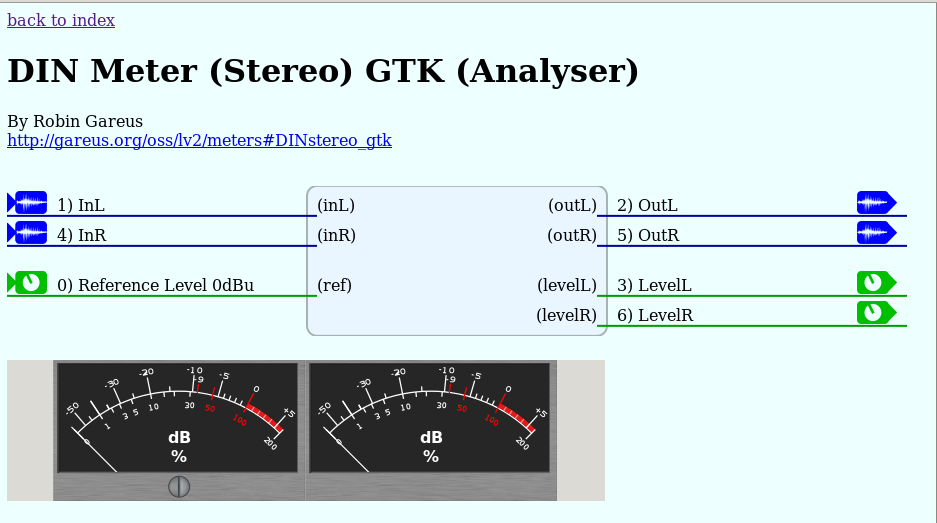 back to index
DIN Meter (Stereo) GTK (Analyser)
By Robin Gareus
http://gareus.org/oss/lv2/meters#DINstereo_gtk
1) InL (inL) (outL) 2) OutL
4) InR (inR) (outR) 5) OutR
0) Reference Level 0dBu (ref) (levelL) 3) LevelL
(levelR) 6) LevelR
-50 -30 -20 -10 -9 -5 0 +5
0 1 3 5 10 30 50 100 200
dB
%
-50 -30 -20 -10 -9 -5 0 +5
0 1 3 5 10 30 50 100 200
dB
%